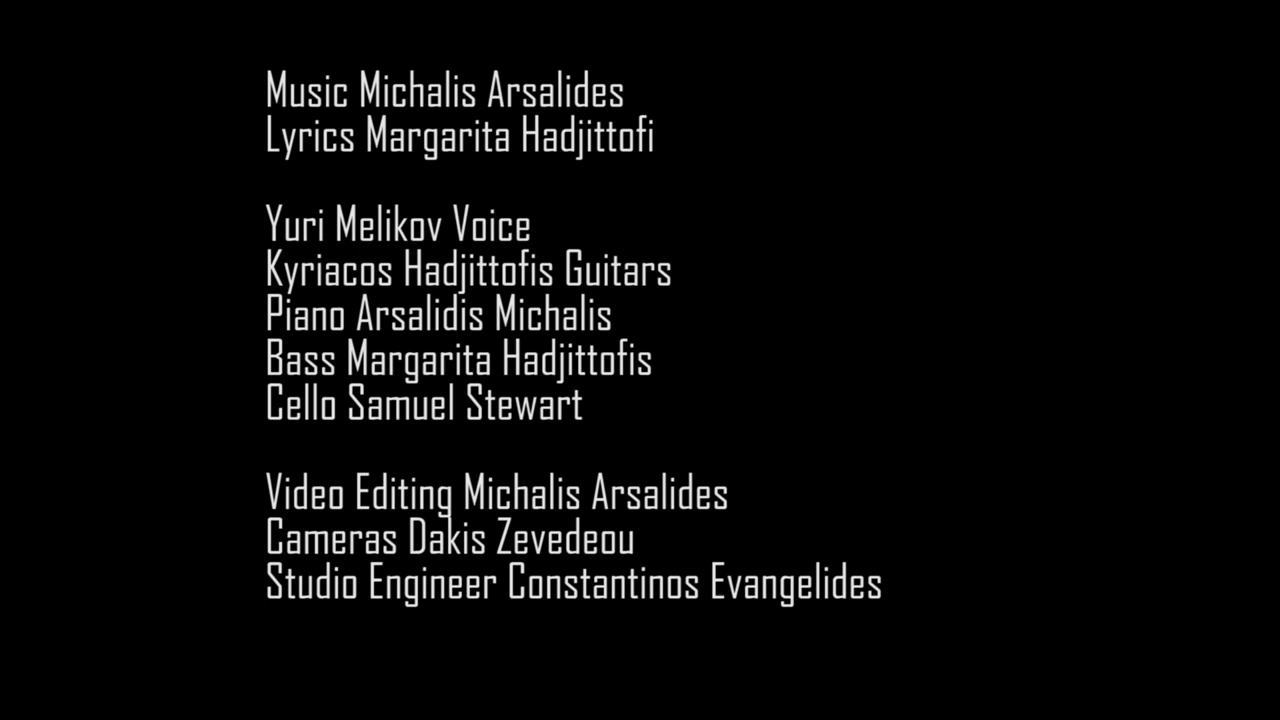 Music Michalis Arsalides
Lyrics Margarita Hadjittofi
Yuri Melikov Voice
Kyriacos Hadjittofis Guitars
Piano Arsalidis Michalis
Bass Margarita Hadjittofis
Cello Samuel Stewart
Video Editing Michalis Arsalides
Cameras Dakis Zevedeou
Studio Engineer Constantinos Evangelides